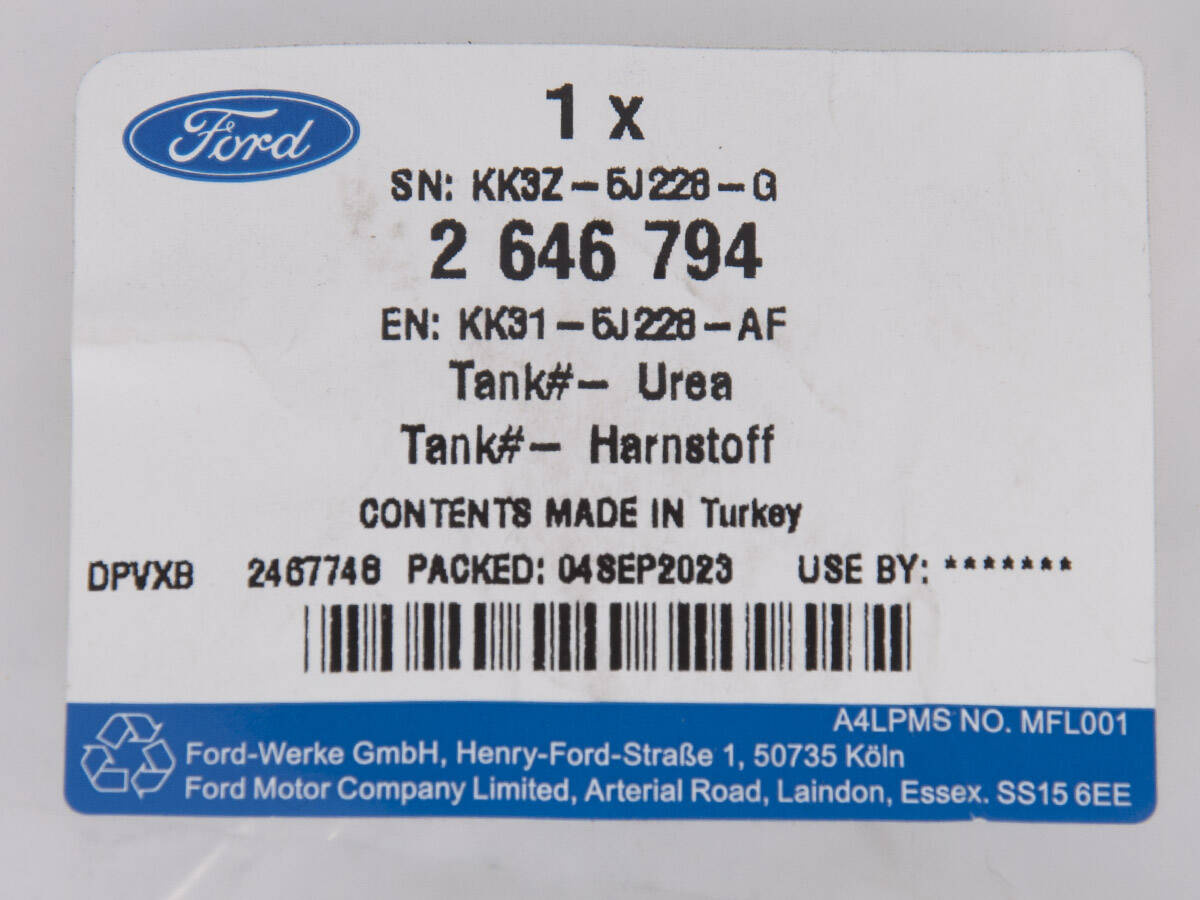 Ford
1 x
SN: KK3Z-5J228-G
2 646 794
EN: KK31-5J228-AF
Tank#- Urea
Tank#- Harnstoff
CONTENTS MADE IN Turkey
DPVXB 2467746 PACKED: 04SEP2023 USE BY: *******
A4LPMS NO. MFL001
Ford-Werke GmbH, Henry-Ford-Straße 1, 50735 Köln
Ford Motor Company Limited, Arterial Road, Laindon, Essex. SS15 6EE